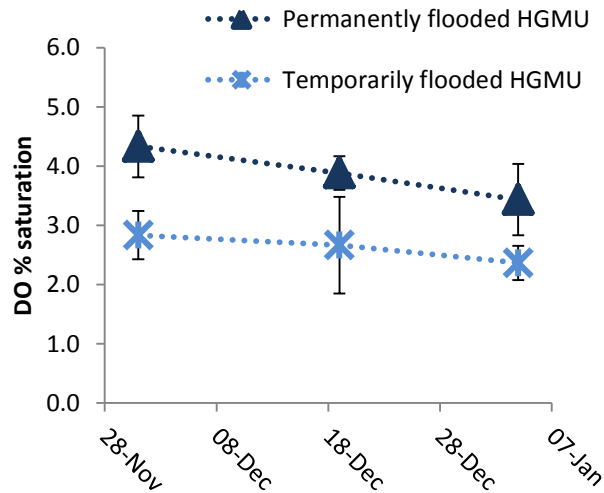 Permanently flooded HGMU
Temporarily flooded HGMU
DO % saturation
6.0
5.0
4.0
3.0
2.0
1.0
0.0
28-Nov
08-Dec
18-Dec
28-Dec
07-Jan